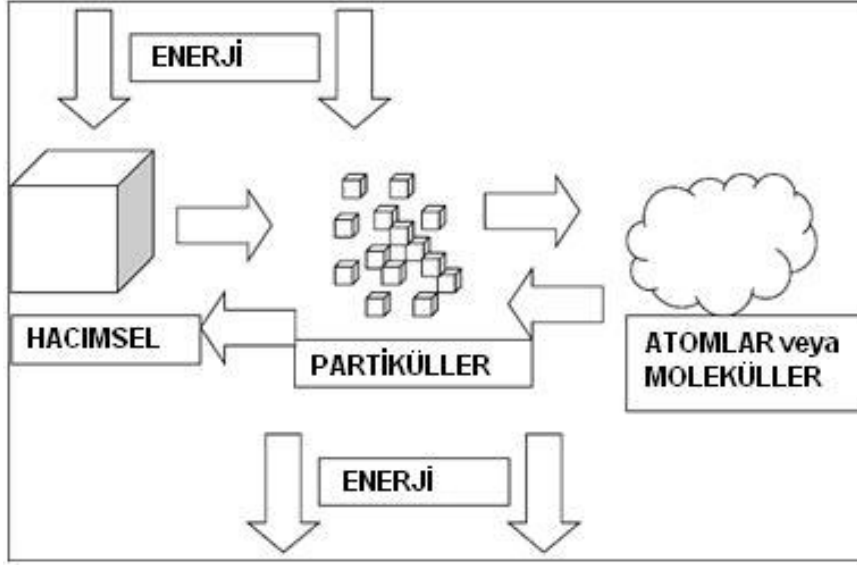 ENERJİ
HACIMSEL
PARTİKÜLLER
ATOMLAR veya
MOLEKÜLLER
ENERJİ